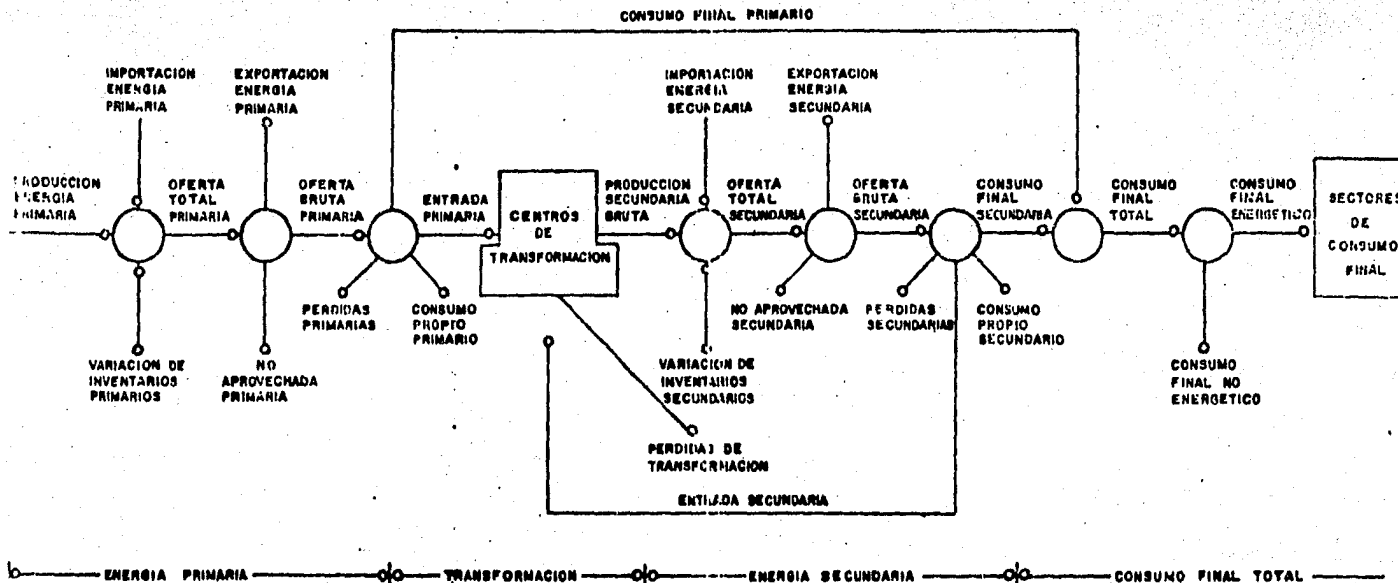 CONSUMO FINAL PRIMARIO
IMPORTACION
ENERGIA
PRIMARIA
EXPORTACION
ENERGIA
PRIMARIA
IMPORTACION
ENERGIA
SECUNDARIA
EXPORTACION
ENERGIA
SECUNDARIA
PRODUCCION
ENERGIA
PRIMARIA
OFERTA
TOTAL
PRIMARIA
OFERTA
BRUTA
PRIMARIA
ENTRADA
PRIMARIA
CENTROS
DE
TRANSFORMACION
PRODUCCION
SECUNDARIA
BRUTA
OFERTA
TOTAL
SECUNDARIA
OFERTA
BRUTA
SECUNDARIA
CONSUMO
FINAL
SECUNDARIA
CONSUMO
FINAL
TOTAL
CONSUMO
FINAL
ENERGETICO
SECTORES
DE
CONSUMO
FINAL
PERDIDAS
PRIMARIAS
CONSUMO
PROPIO
PRIMARIO
NO APROVECHADA
SECUNDARIA
PERDIDAS
SECUNDARIAS
CONSUMO
PROPIO
SECUNDARIO
VARIACION DE
INVENTARIOS
PRIMARIOS
NO
APROVECHADA
PRIMARIA
VARIACION DE
INVENTARIOS
SECUNDARIOS
CONSUMO
FINAL NO
ENERGETICO
PERDIDAS DE
TRANSFORMACION
ENTRADA SECUNDARIA
ENERGIA PRIMARIA
TRANSFORMACION
ENERGIA SECUNDARIA
CONSUMO FINAL TOTAL